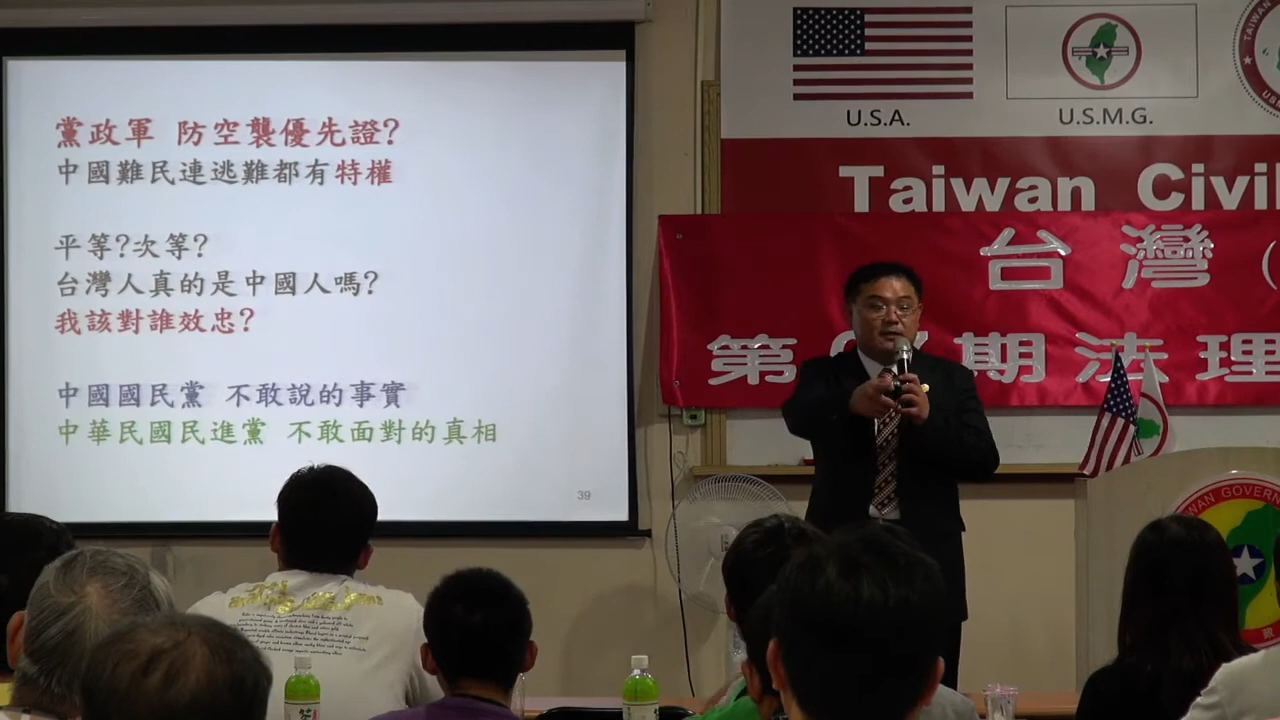 黨政軍 防空襲優先證?
中國難民連逃難都有特權
平等?次等?
台灣人真的是中國人嗎?
我該對誰效忠?
中國國民黨 不敢說的事實
中華民國民進黨 不敢面對的真相
39
U.S.A.
U.S.M.G.
Taiwan Civil
台灣（
第 期法理